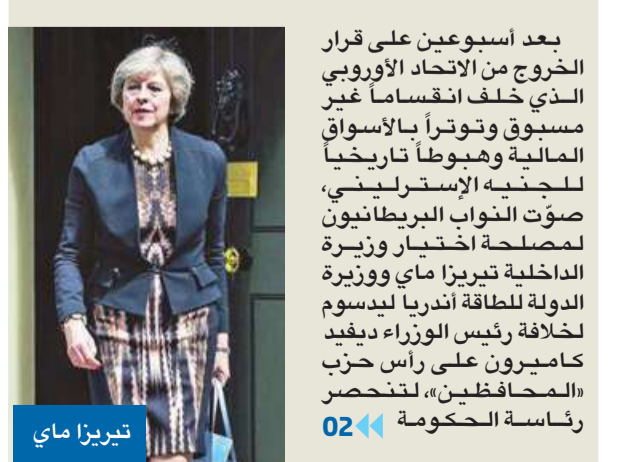 بعد أسبوعين على قرار
الخروج من الاتحاد الأوروبي
الذي خلف انقساماً غير
مسبوق وتوتراً بالأسواق
المالية وهبوطاً تاريخياً
للجنيه الإسترليني،
صوّت النواب البريطانيون
لمصلحة اختيار وزيرة
الداخلية تيريزا ماي ووزيرة
الدولة للطاقة أندريا ليدسوم
لخلافة رئيس الوزراء ديفيد
كاميرون على رأس حزب
«المحافظين»، لتنحصر
رئاسة الحكومة 02
تيريزا ماي